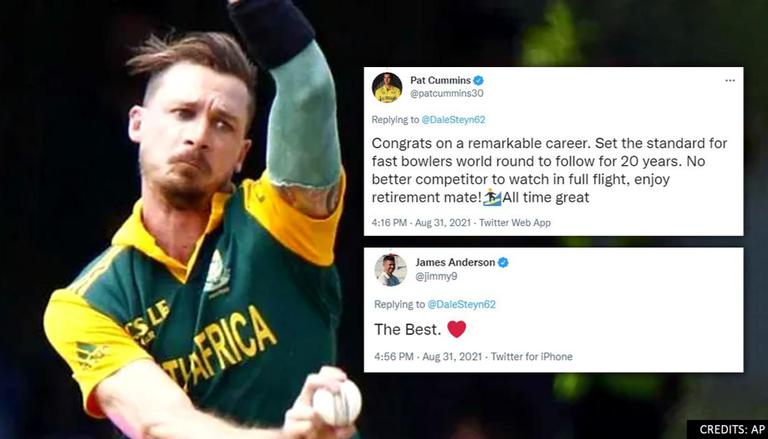 Pat Cummins
@patcummins30
Replying to @DaleSteyn62
Congrats on a remarkable career. Set the standard for
fast bowlers world round to follow for 20 years. No
better competitor to watch in full flight, enjoy
retirement mate!🏄All time great
4:16 PM · Aug 31, 2021 · Twitter Web App
James Anderson
@jimmy9
Replying to @DaleSteyn62
The Best. ❤️
4:56 PM · Aug 31, 2021 · Twitter for iPhone
AFRICA
CREDITS: AP